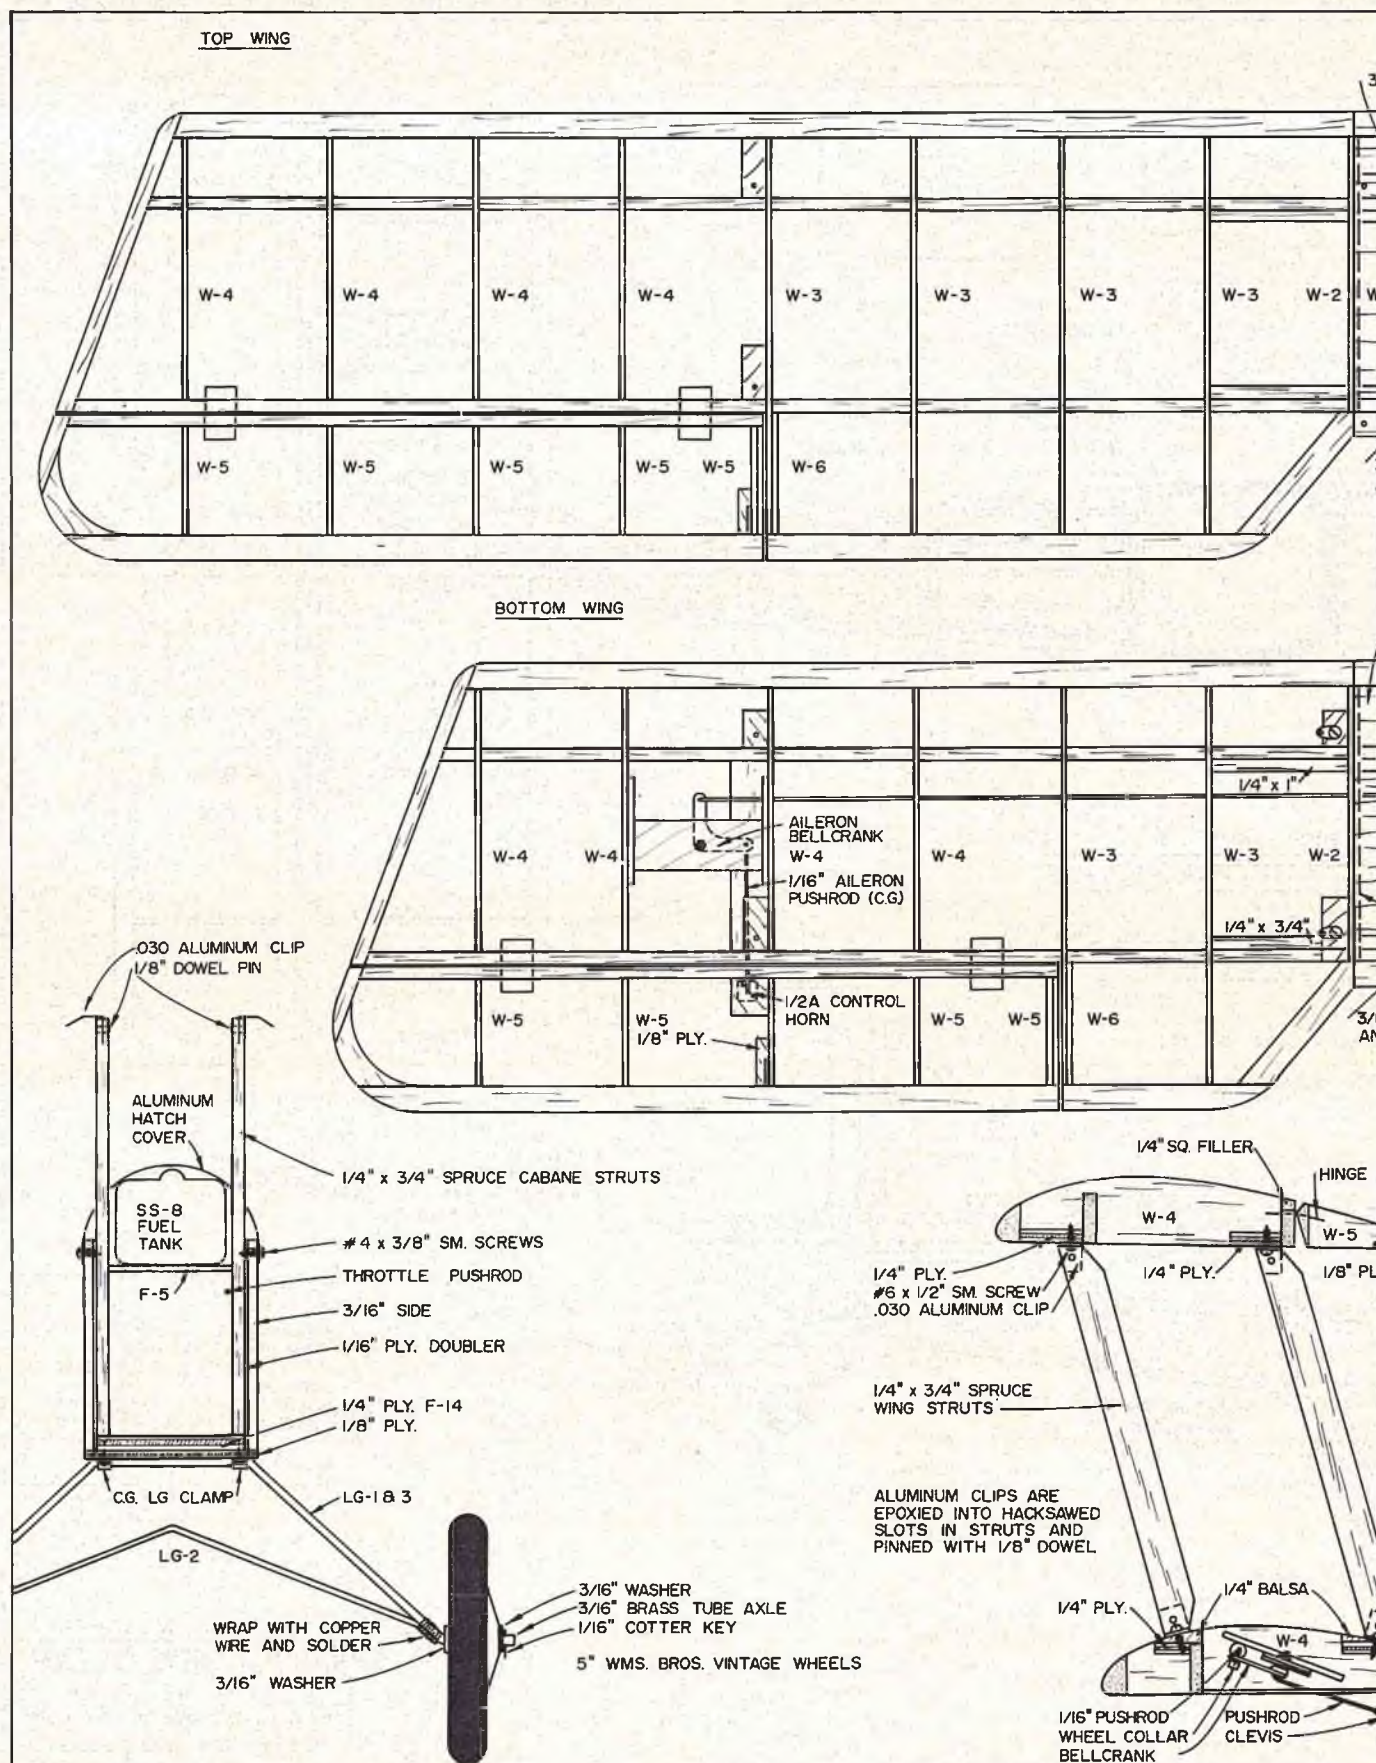 TOP WING
3
W-4 W-4 W-4 W-4 W-3 W-3 W-3 W-3 W-2 W
W-5 W-5 W-5 W-5 W-5 W-6
BOTTOM WING
1/4" x 1"
AILERON
BELLCRANK
W-4 W-4 W-4 W-4 W-3 W-3 W-2
1/16" AILERON
PUSHROD (C.G)
1/4" x 3/4"
1/2A CONTROL
HORN
W-5 W-5 W-5 W-5 W-6
1/8" PLY.
3/1
AN
.030 ALUMINUM CLIP
1/8" DOWEL PIN
ALUMINUM
HATCH
COVER
1/4" x 3/4" SPRUCE CABANE STRUTS
SS-8
FUEL
TANK
#4 x 3/8" SM. SCREWS
THROTTLE PUSHROD
F-5
3/16" SIDE
1/16" PLY. DOUBLER
1/4" PLY. F-14
1/8" PLY.
C.G. LG CLAMP
LG-1 & 3
LG-2
WRAP WITH COPPER
WIRE AND SOLDER
3/16" WASHER
3/16" WASHER
3/16" BRASS TUBE AXLE
1/16" COTTER KEY
5" WMS. BROS. VINTAGE WHEELS
1/4" SQ. FILLER
HINGE
W-4
W-5
1/4" PLY.
#6 x 1/2" SM. SCREW
.030 ALUMINUM CLIP
1/4" PLY.
1/8" PL
1/4" x 3/4" SPRUCE
WING STRUTS
ALUMINUM CLIPS ARE
EPOXIED INTO HACKSAWED
SLOTS IN STRUTS AND
PINNED WITH 1/8" DOWEL
1/4" PLY.
1/4" BALSA
W-4
1/16" PUSHROD
WHEEL COLLAR
BELLCRANK
PUSHROD
CLEVIS